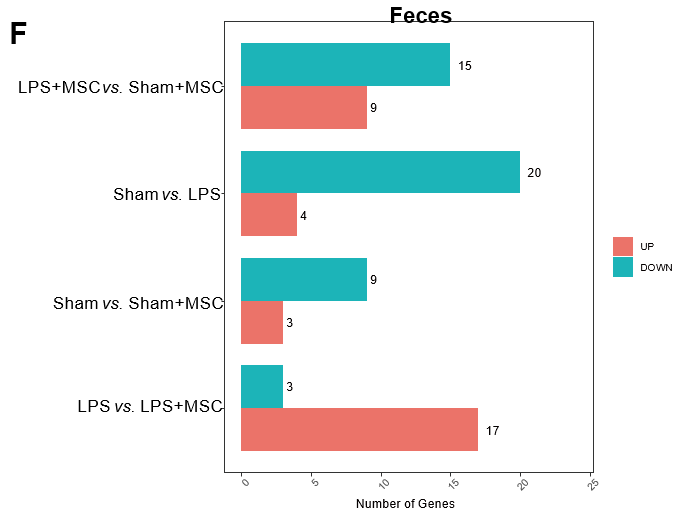 F
Feces
LPS+MSC vs. Sham+MSC
15
9
Sham vs. LPS
20
4
Sham vs. Sham+MSC
9
3
LPS vs. LPS+MSC
3
17
UP
DOWN
0 5 10 15 20 25
Number of Genes